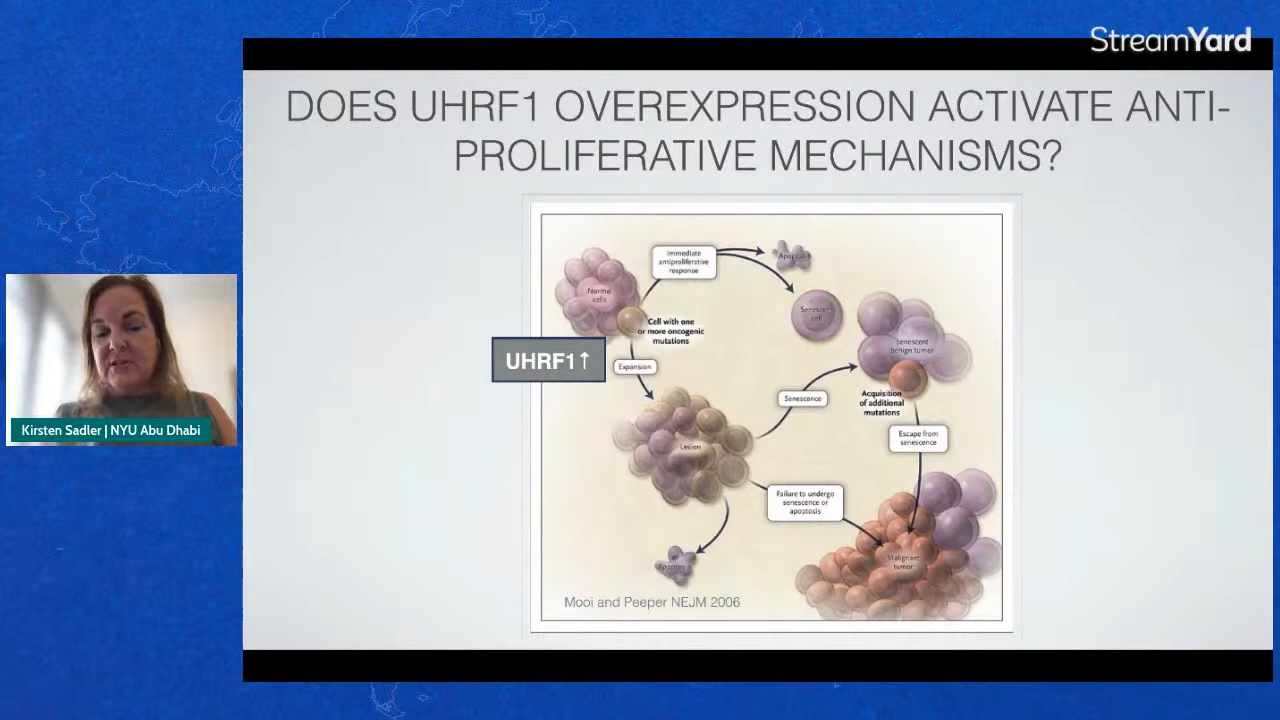 StreamYard
DOES UHRF1 OVEREXPRESSION ACTIVATE ANTI-
PROLIFERATIVE MECHANISMS?
Immediate
antiproliferative
response
Apoptosis
Normal
cells
Senescent
cell
Cell with one
or more oncogenic
mutations
UHRF1↑
Expansion
Senescent
benign tumor
Senescence
Acquisition
of additional
mutations
Escape from
senescence
Lesion
Failure to undergo
senescence or
apoptosis
Apoptosis
Malignant
tumor
Mooi and Peeper NEJM 2006
Kirsten Sadler | NYU Abu Dhabi